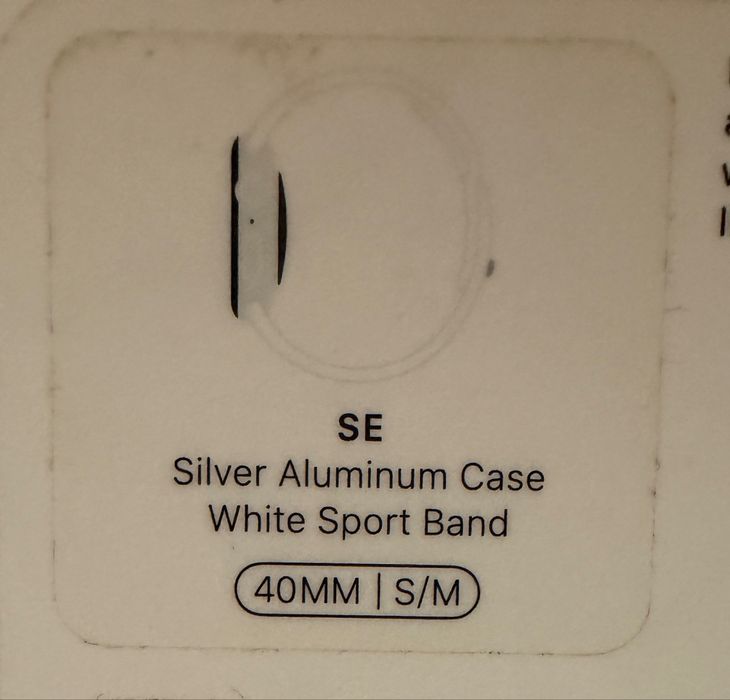 SE
Silver Aluminum Case
White Sport Band
40MM | S/M